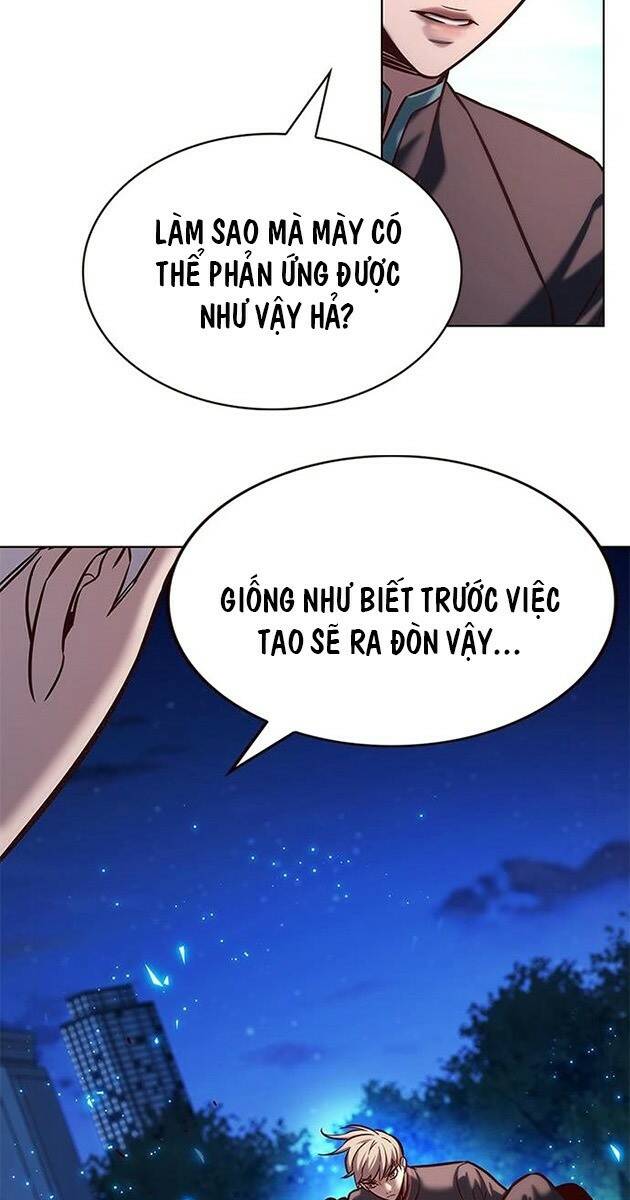 LÀM SAO MÀ MÀY CÓ
THỂ PHẢN ỨNG ĐƯỢC
NHƯ VẬY HẢ?
GIỐNG NHƯ BIẾT TRƯỚC VIỆC
TAO SẼ RA ĐÒN VẬY...